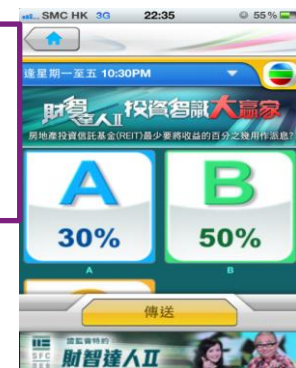 SMC HK 3G 22:35 55%
逢星期一至五 10:30PM
財智達人II 投資智識大贏家
房地產投資信託基金(REIT)最少要將收益的百分之幾用作派息?
A B
30% 50%
A B
傳送
SFC 證監會特約
財智達人II